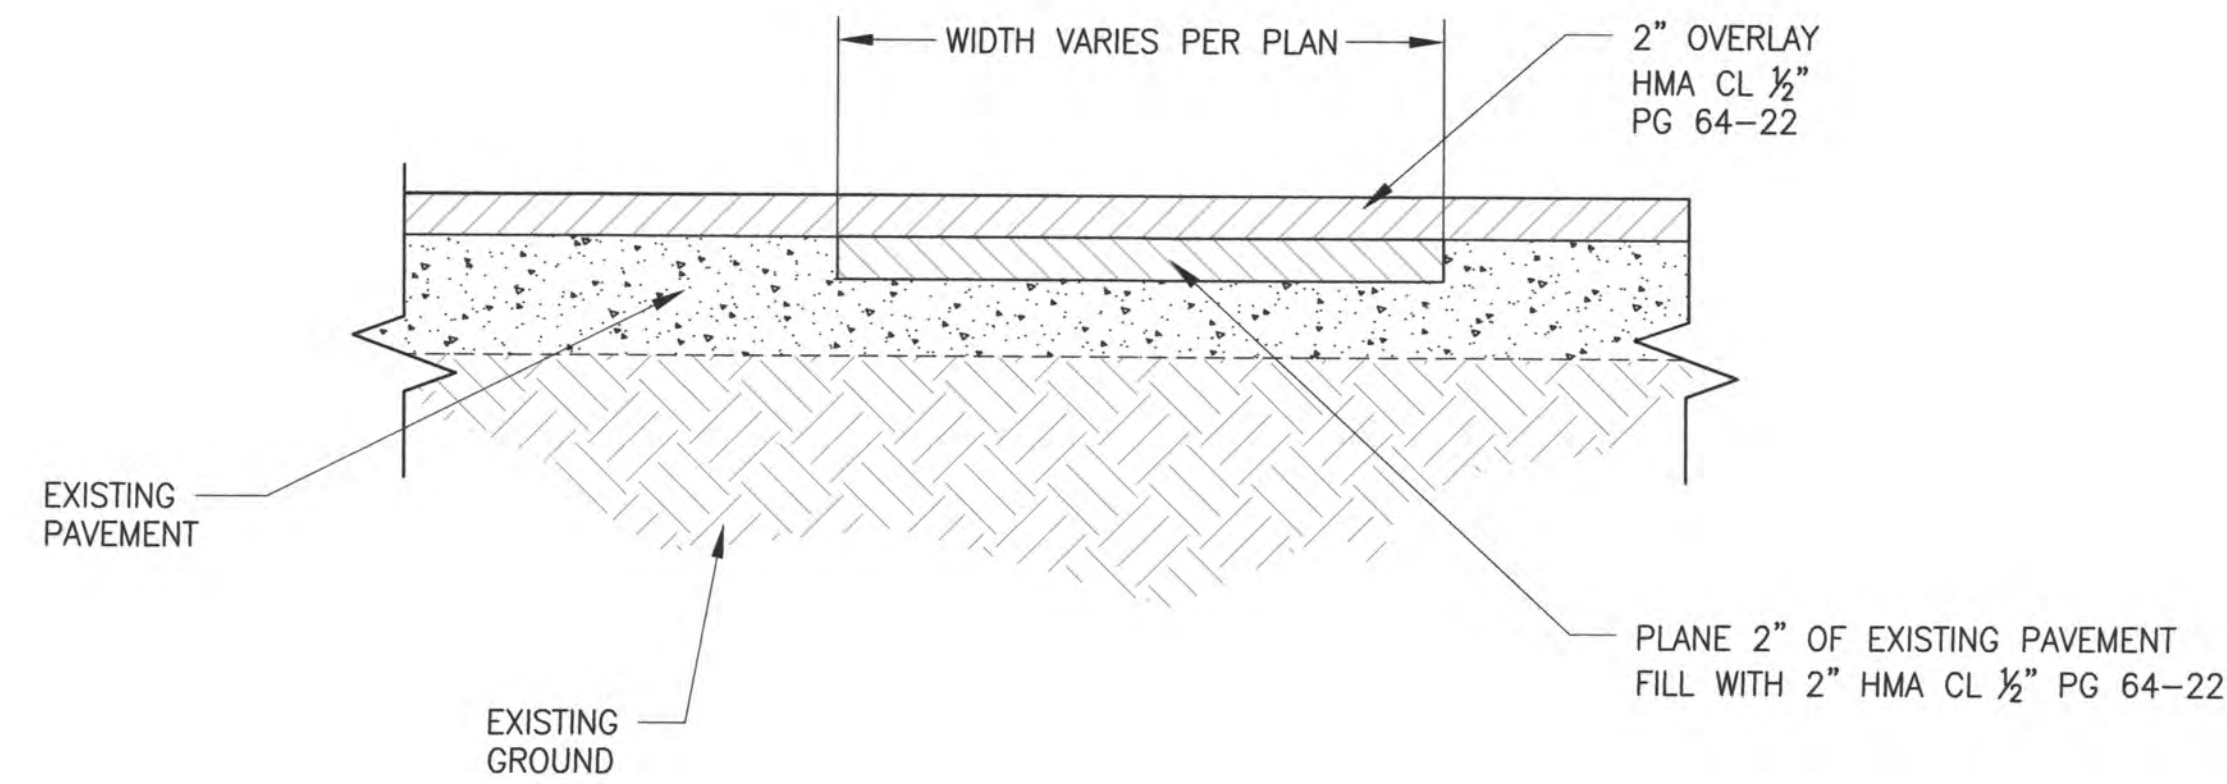 WIDTH VARIES PER PLAN
2" OVERLAY
HMA CL ½"
PG 64-22
EXISTING
PAVEMENT
PLANE 2" OF EXISTING PAVEMENT
FILL WITH 2" HMA CL ½" PG 64-22
EXISTING
GROUND